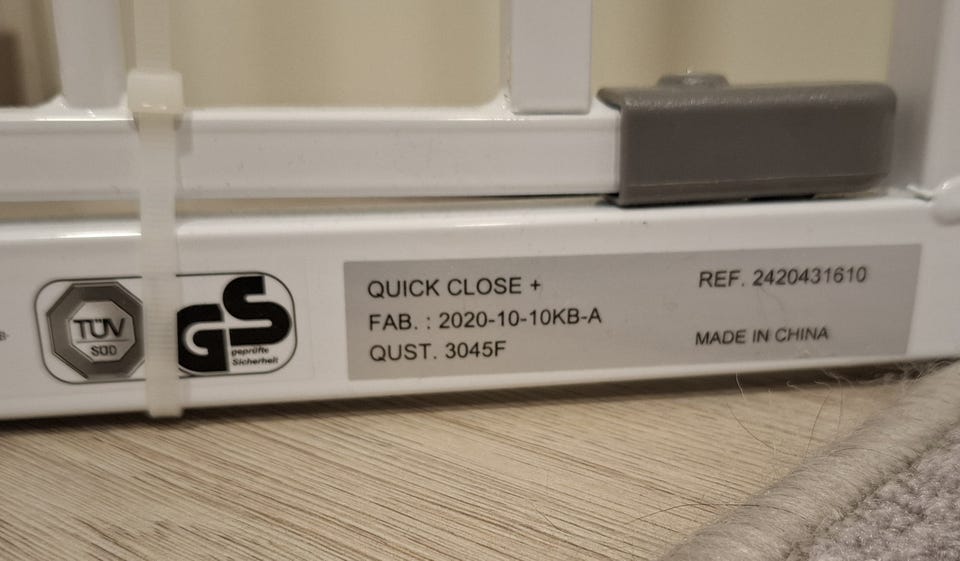 TÜV
SÜD
GS
geprüfte
Sicherheit
QUICK CLOSE +
FAB. : 2020-10-10KB-A
QUST. 3045F
REF. 2420431610
MADE IN CHINA